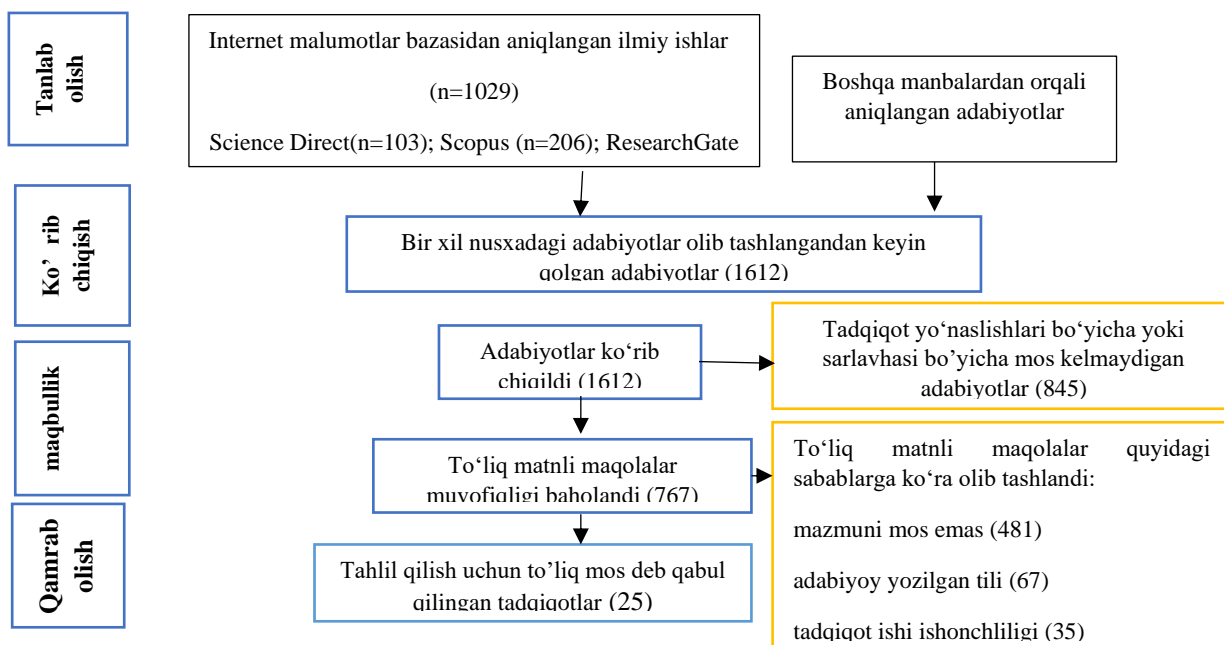 Tanlab
olish
Internet malumotlar bazasidan aniqlangan ilmiy ishlar
(n=1029)
Science Direct(n=103); Scopus (n=206); ResearchGate
Boshqa manbalardan orqali
aniqlangan adabiyotlar
Ko’ rib
chiqish
Bir xil nusxadagi adabiyotlar olib tashlangandan keyin
qolgan adabiyotlar (1612)
maqbullik
Adabiyotlar ko‘rib
chiqildi (1612)
Tadqiqot yo‘naslishlari bo‘yicha yoki
sarlavhasi bo’yicha mos kelmaydigan
adabiyotlar (845)
To‘liq matnli maqolalar
muvofiqligi baholandi (767)
To‘liq matnli maqolalar quyidagi
sabablarga ko‘ra olib tashlandi:
mazmuni mos emas (481)
adabiyoy yozilgan tili (67)
tadqiqot ishi ishonchliligi (35)
Qamrab
olish
Tahlil qilish uchun to’liq mos deb qabul
qilingan tadqiqotlar (25)